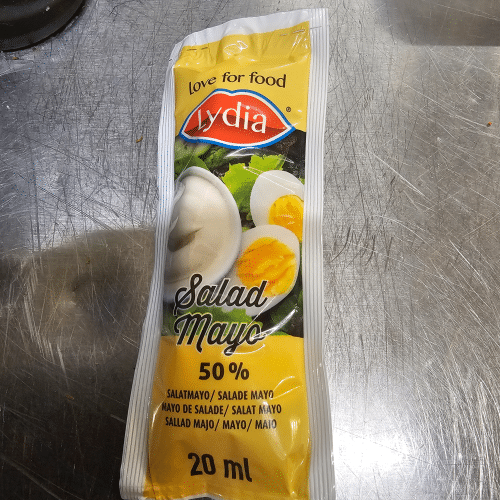 Love for food
Lydia®
Salad
Mayo
50%
SALATMAYO/ SALADE MAYO
MAYO DE SALADE/ SALAT MAYO
SALLAD MAJO/ MAYO/ MAIO
20 ml